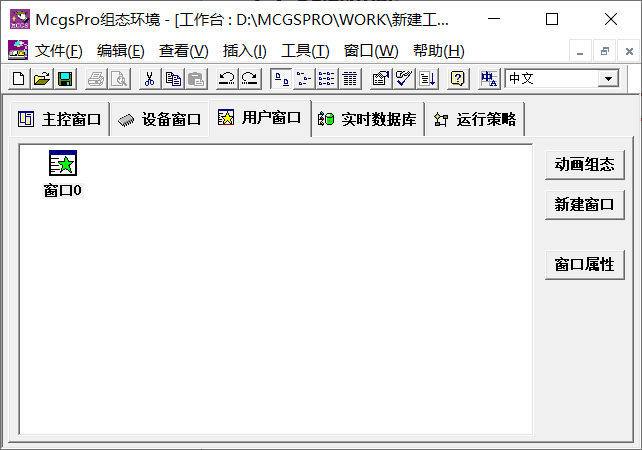 McgsPro组态环境 - [工作台 : D:\MCGSPRO\WORK\新建工...
文件(F) 编辑(E) 查看(V) 插入(I) 工具(T) 窗口(W) 帮助(H)
中文
主控窗口 设备窗口 用户窗口 实时数据库 运行策略
窗口0
动画组态
新建窗口
窗口属性